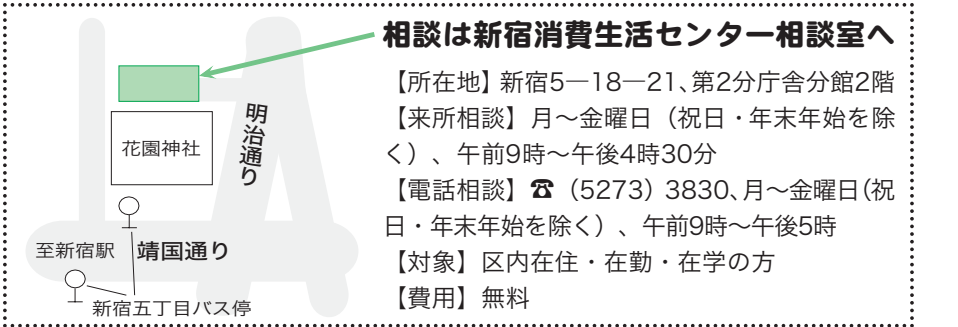 相談は新宿消費生活センター相談室へ
【所在地】新宿5―18―21、第2分庁舎分館2階
【来所相談】月～金曜日（祝日・年末年始を除
く）、午前9時～午後4時30分
【電話相談】☎（5273）3830、月～金曜日（祝
日・年末年始を除く）、午前9時～午後5時
【対象】区内在住・在勤・在学の方
【費用】無料
明治通り
花園神社
至新宿駅
靖国通り
新宿五丁目バス停